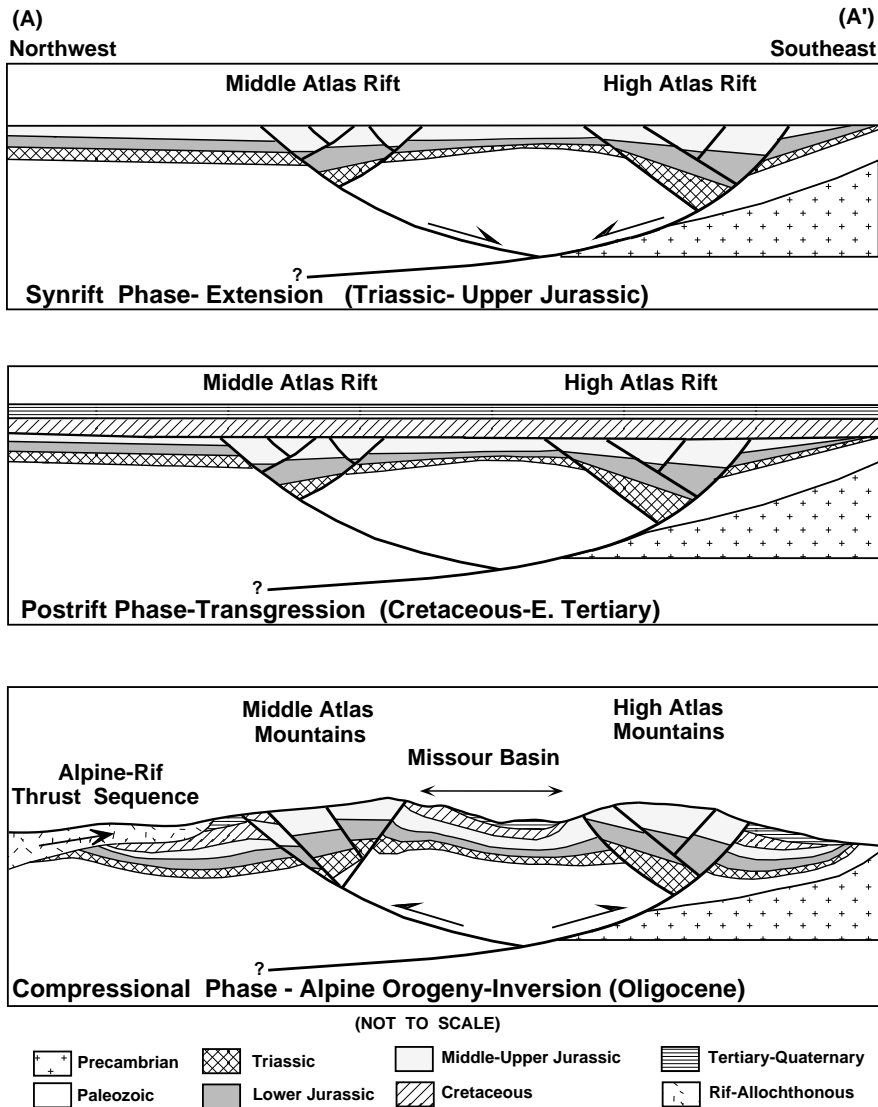 (A) (A')
Northwest Southeast
Middle Atlas Rift High Atlas Rift
?
Synrift Phase- Extension (Triassic- Upper Jurassic)
Middle Atlas Rift High Atlas Rift
?
Postrift Phase-Transgression (Cretaceous-E. Tertiary)
Middle Atlas
Mountains
High Atlas
Mountains
Missour Basin
Alpine-Rif
Thrust Sequence
?
Compressional Phase - Alpine Orogeny-Inversion (Oligocene)
(NOT TO SCALE)
Precambrian Triassic Middle-Upper Jurassic Tertiary-Quaternary
Paleozoic Lower Jurassic Cretaceous Rif-Allochthonous